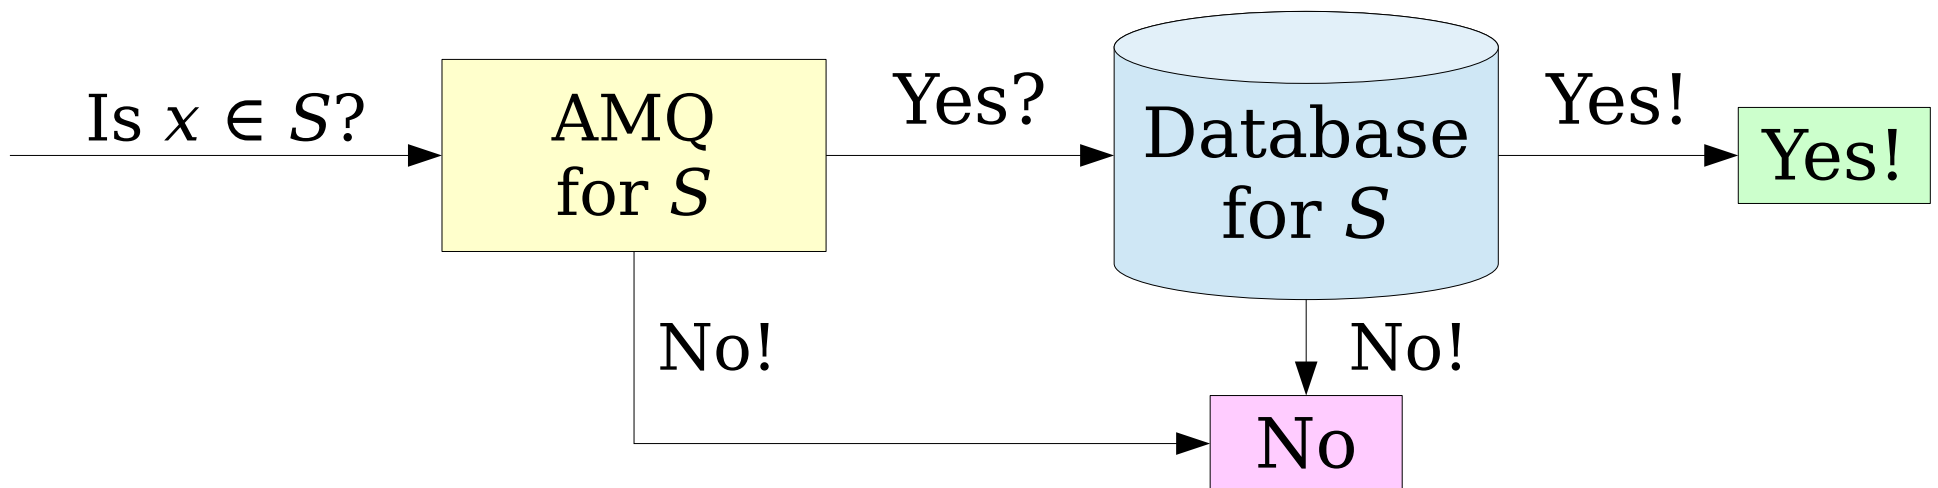 Is x ∈ S?
AMQ
for S
Yes?
Database
for S
Yes!
Yes!
No!
No!
No